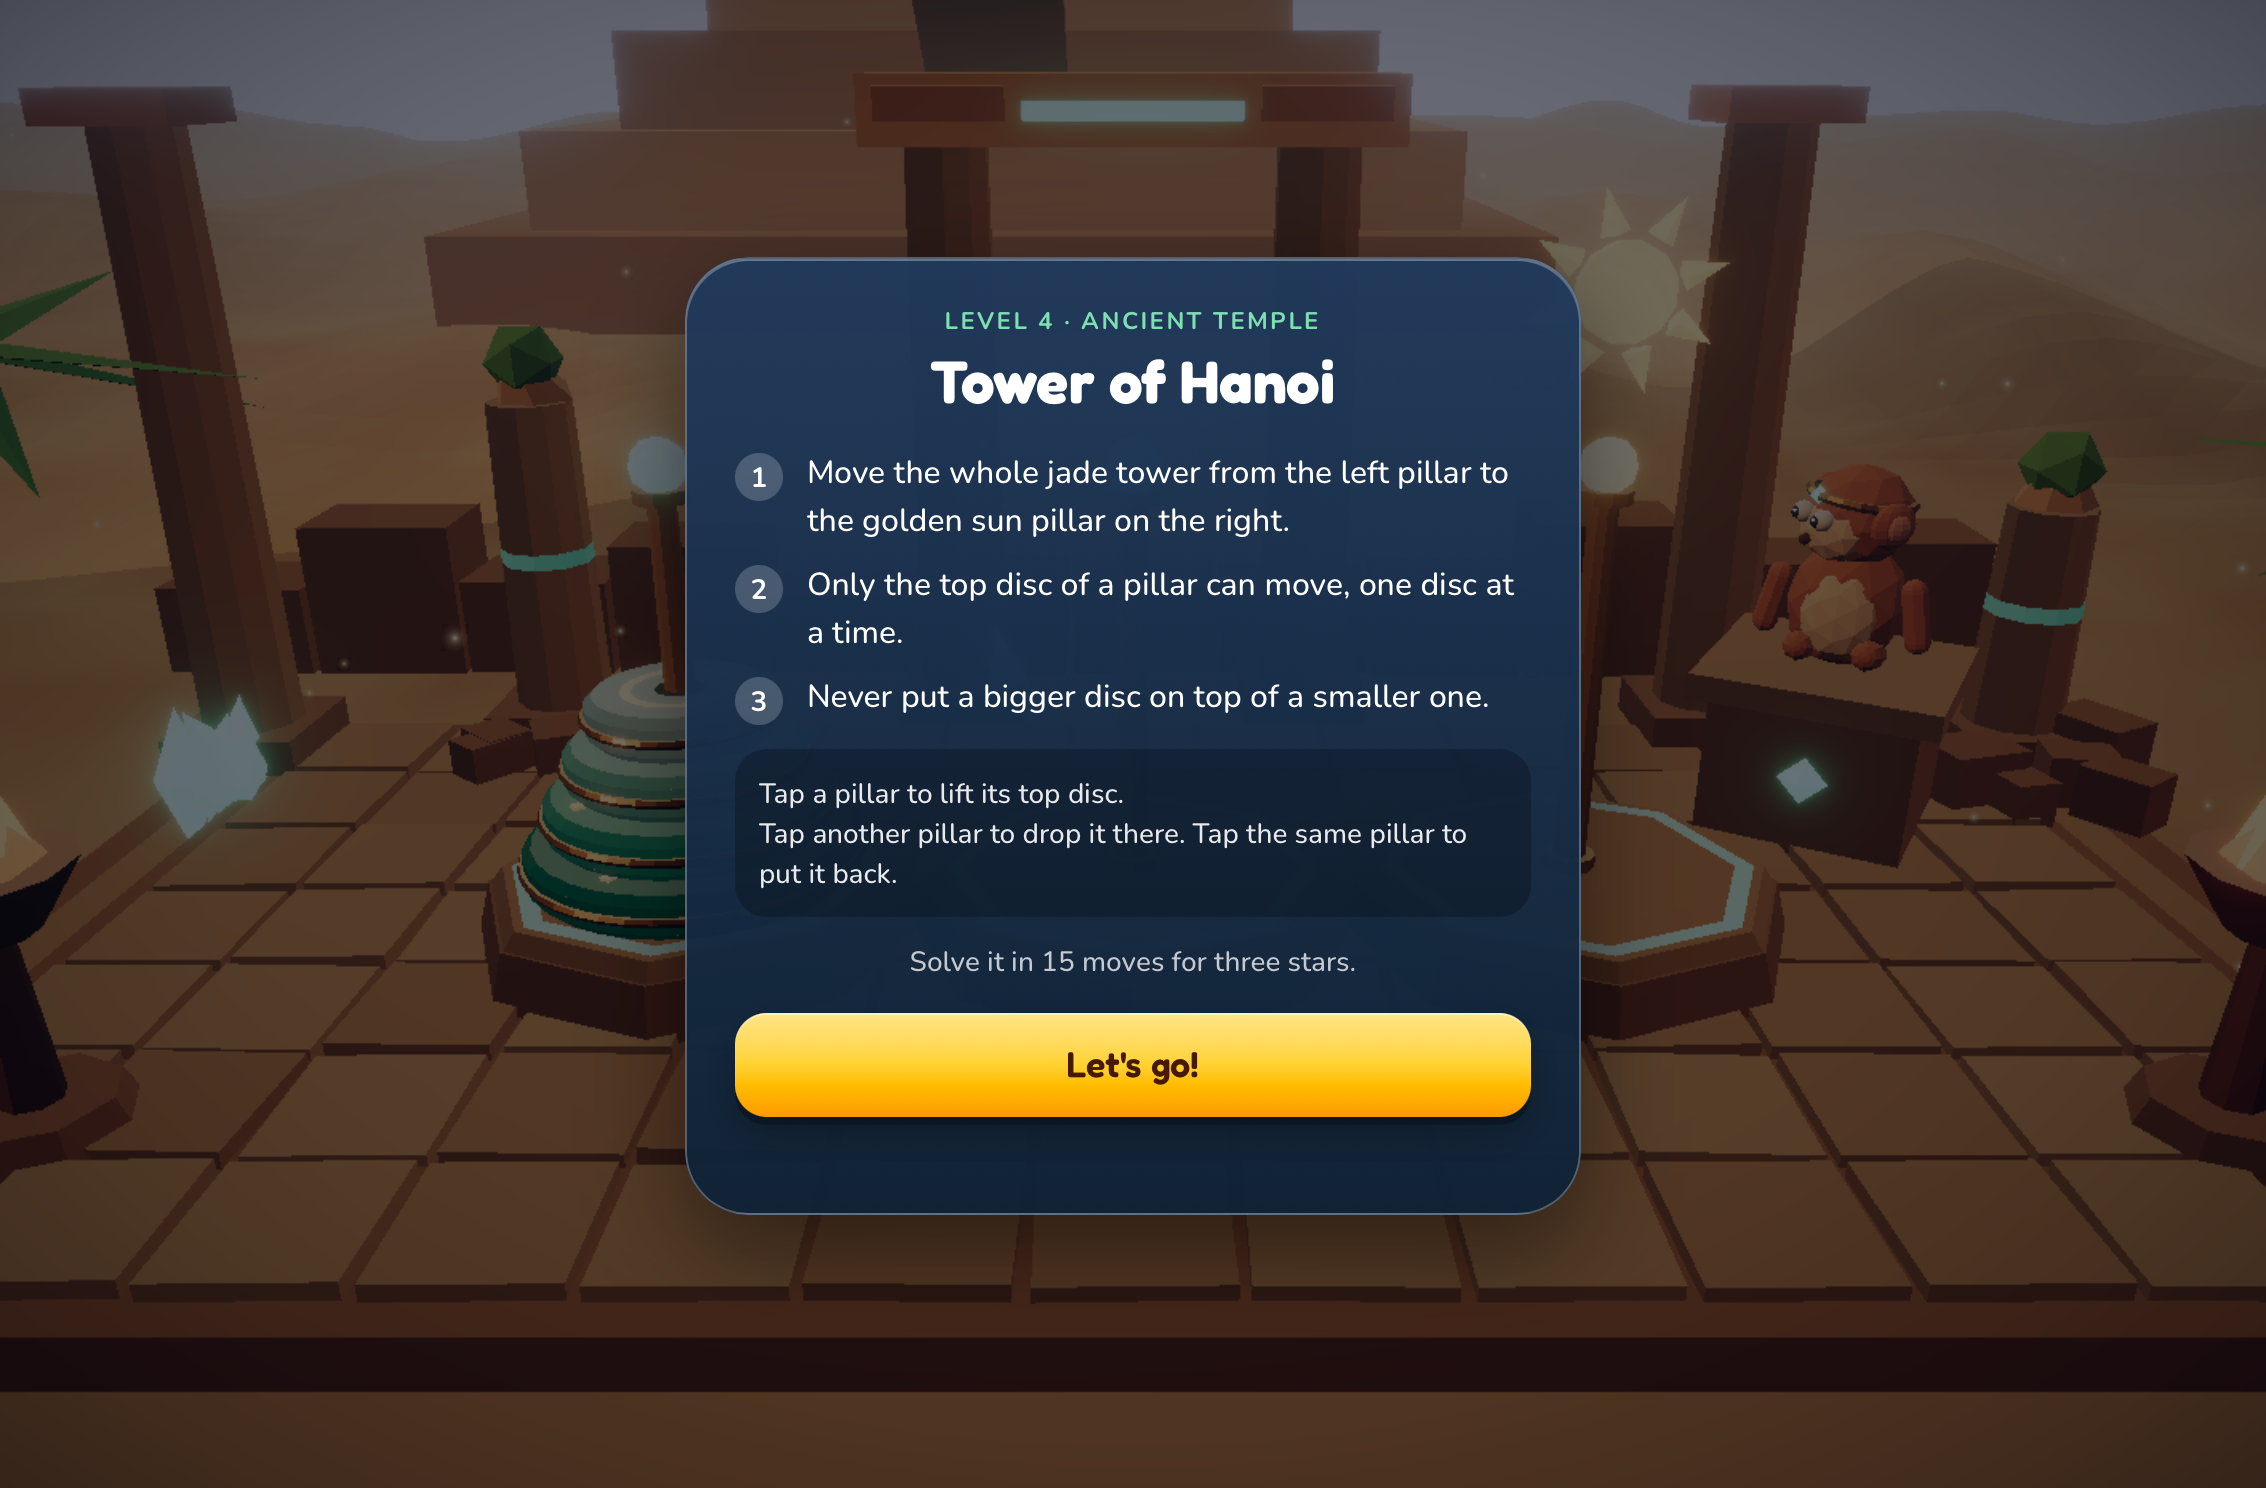 LEVEL 4 · ANCIENT TEMPLE
Tower of Hanoi
1 Move the whole jade tower from the left pillar to
the golden sun pillar on the right.
2 Only the top disc of a pillar can move, one disc at
a time.
3 Never put a bigger disc on top of a smaller one.
Tap a pillar to lift its top disc.
Tap another pillar to drop it there. Tap the same pillar to
put it back.
Solve it in 15 moves for three stars.
Let's go!